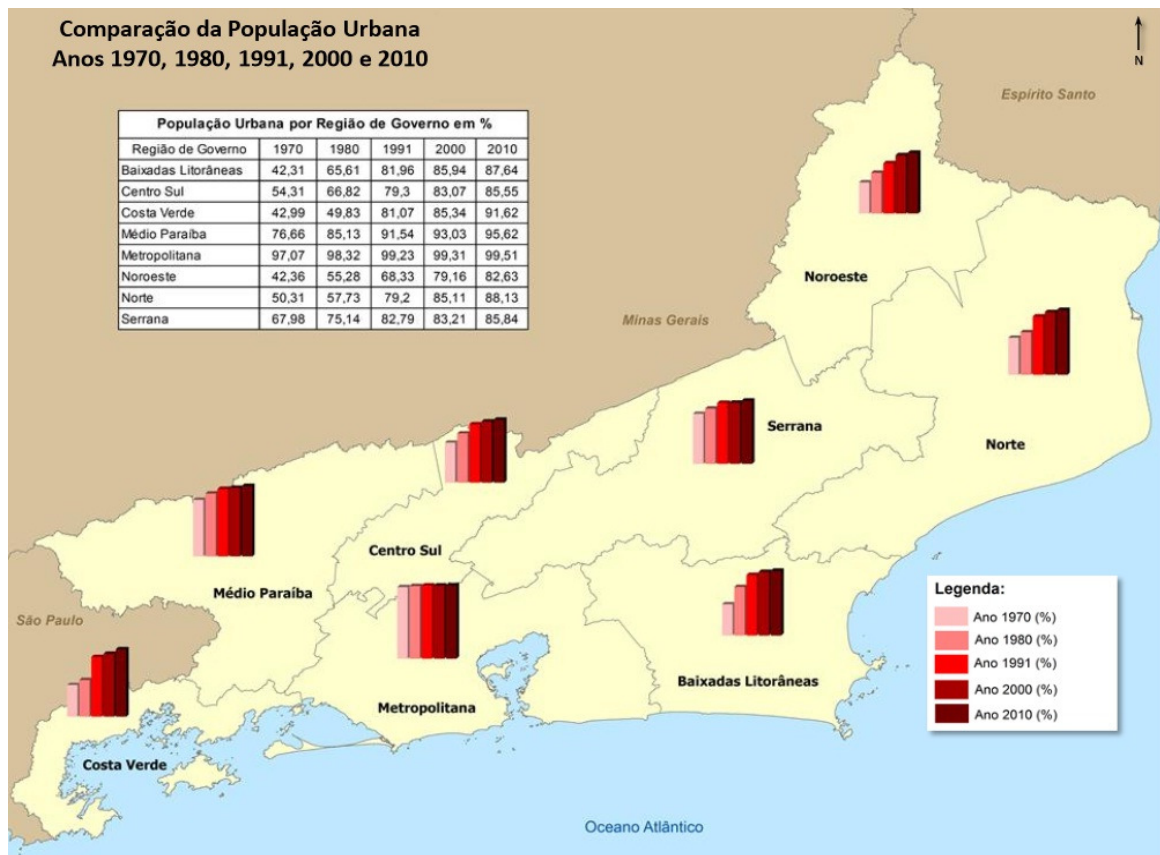 Comparação da População Urbana
Anos 1970, 1980, 1991, 2000 e 2010
N
Espírito Santo
População Urbana por Região de Governo em %
Região de Governo 1970 1980 1991 2000 2010
Baixadas Litorâneas 42,31 65,61 81,96 85,94 87,64
Centro Sul 54,31 66,82 79,3 83,07 85,55
Costa Verde 42,99 49,83 81,07 85,34 91,62
Médio Paraíba 76,66 85,13 91,54 93,03 95,62
Metropolitana 97,07 98,32 99,23 99,31 99,51
Noroeste 42,36 55,28 68,33 79,16 82,63
Norte 50,31 57,73 79,2 85,11 88,13
Serrana 67,98 75,14 82,79 83,21 85,84
Noroeste
Minas Gerais
Serrana
Norte
Centro Sul
Médio Paraíba
São Paulo
Baixadas Litorâneas
Metropolitana
Costa Verde
Legenda:
Ano 1970 (%)
Ano 1980 (%)
Ano 1991 (%)
Ano 2000 (%)
Ano 2010 (%)
Oceano Atlântico